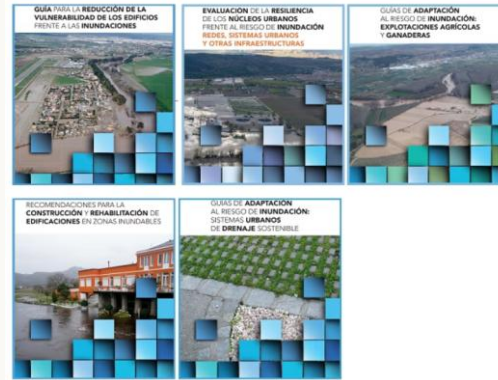 GUÍA PARA LA REDUCCIÓN DE LA
VULNERABILIDAD DE LOS EDIFICIOS
FRENTE A LAS INUNDACIONES
EVALUACIÓN DE LA RESILIENCIA
DE LOS NÚCLEOS URBANOS
FRENTE AL RIESGO DE INUNDACIÓN
REDES, SISTEMAS URBANOS
Y OTRAS INFRAESTRUCTURAS
GUÍAS DE ADAPTACIÓN
AL RIESGO DE INUNDACIÓN:
EXPLOTACIONES AGRÍCOLAS
Y GANADERAS
RECOMENDACIONES PARA LA
CONSTRUCCIÓN Y REHABILITACIÓN DE
EDIFICACIONES EN ZONAS INUNDABLES
GUÍAS DE ADAPTACIÓN
AL RIESGO DE INUNDACIÓN:
SISTEMAS URBANOS
DE DRENAJE SOSTENIBLE